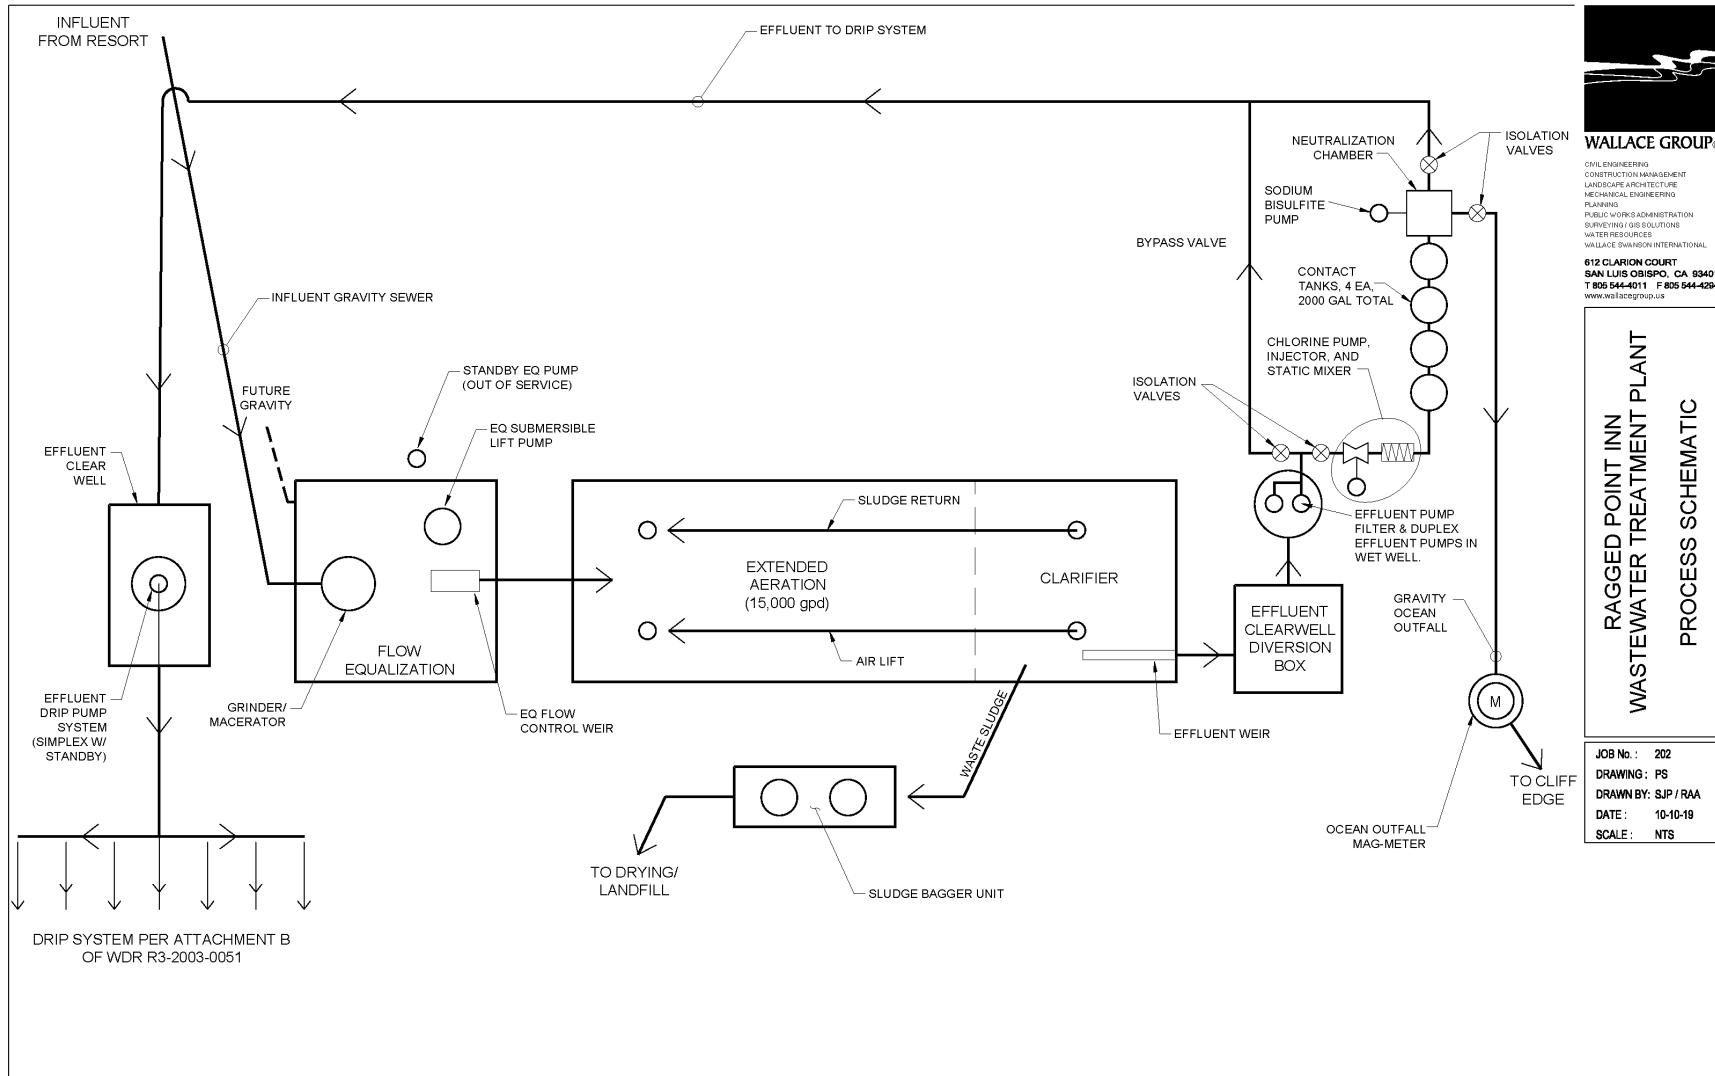 INFLUENT
FROM RESORT
EFFLUENT TO DRIP SYSTEM
NEUTRALIZATION
CHAMBER
ISOLATION
VALVES
SODIUM
BISULFITE
PUMP
BYPASS VALVE
CONTACT
TANKS, 4 EA,
2000 GAL TOTAL
INFLUENT GRAVITY SEWER
CHLORINE PUMP,
INJECTOR, AND
STATIC MIXER
STANDBY EQ PUMP
(OUT OF SERVICE)
ISOLATION
VALVES
FUTURE
GRAVITY
EQ SUBMERSIBLE
LIFT PUMP
EFFLUENT
CLEAR
WELL
SLUDGE RETURN
EFFLUENT PUMP
FILTER & DUPLEX
EFFLUENT PUMPS IN
WET WELL.
EXTENDED
AERATION
(15,000 gpd)
CLARIFIER
EFFLUENT
CLEARWELL
DIVERSION
BOX
GRAVITY
OCEAN
OUTFALL
FLOW
EQUALIZATION
AIR LIFT
EFFLUENT
DRIP PUMP
SYSTEM
(SIMPLEX W/
STANDBY)
GRINDER/
MACERATOR
EQ FLOW
CONTROL WEIR
WASTE SLUDGE
EFFLUENT WEIR
M
TO CLIFF
EDGE
OCEAN OUTFALL
MAG-METER
TO DRYING/
LANDFILL
SLUDGE BAGGER UNIT
DRIP SYSTEM PER ATTACHMENT B
OF WDR R3-2003-0051
WALLACE GROUP
CIVIL ENGINEERING
CONSTRUCTION MANAGEMENT
LANDSCAPE ARCHITECTURE
MECHANICAL ENGINEERING
PLANNING
PUBLIC WORKS ADMINISTRATION
SURVEYING / GIS SOLUTIONS
WATER RESOURCES
WALLACE SWANSON INTERNATIONAL
612 CLARION COURT
SAN LUIS OBISPO, CA 9340
T 805 544-4011 F 805 544-429
www.wallacegroup.us
RAGGED POINT INN
WASTEWATER TREATMENT PLANT
PROCESS SCHEMATIC
JOB No. : 202
DRAWING : PS
DRAWN BY: SJP / RAA
DATE : 10-10-19
SCALE : NTS